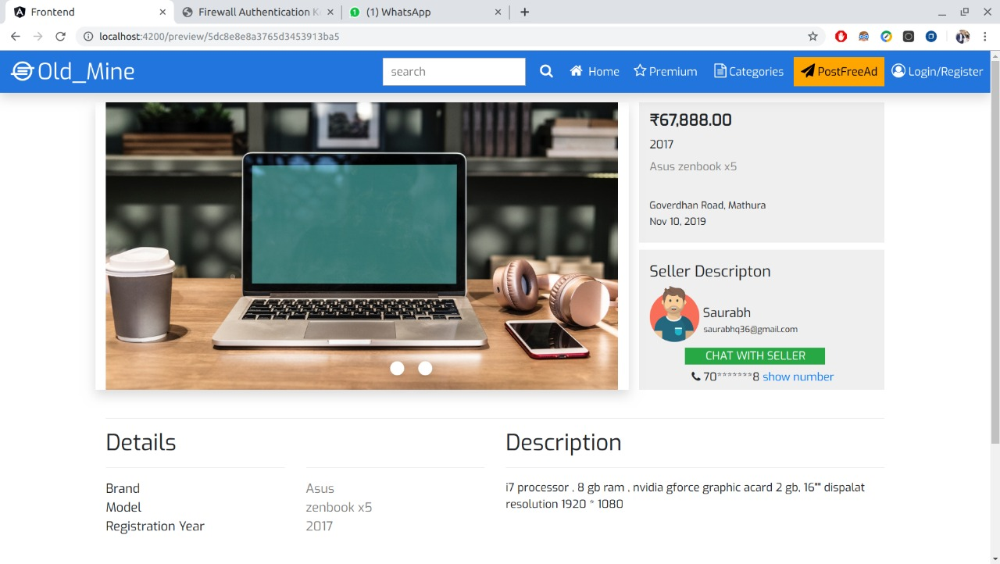 Frontend
Firewall Authentication K
(1) WhatsApp
localhost:4200/preview/5dc8e8e8a3765d3453913ba5
Old_Mine
search
Home
Premium
Categories
PostFreeAd
Login/Register
₹67,888.00
2017
Asus zenbook x5
Goverdhan Road, Mathura
Nov 10, 2019
Seller Descripton
Saurabh
saurabhq36@gmail.com
CHAT WITH SELLER
70*******8 show number
Details
Description
Brand Asus
Model zenbook x5
Registration Year 2017
i7 processor , 8 gb ram , nvidia gforce graphic acard 2 gb, 16"" dispalat
resolution 1920 * 1080